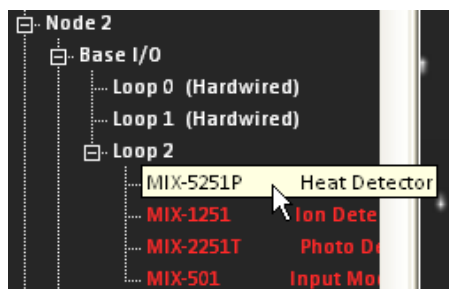 Node 2
Base I/O
Loop 0 (Hardwired)
Loop 1 (Hardwired)
Loop 2
MIX-5251P Heat Detector
MIX-1251 Ion Dete
MIX-2251T Photo De
MIX-501 Input Mo